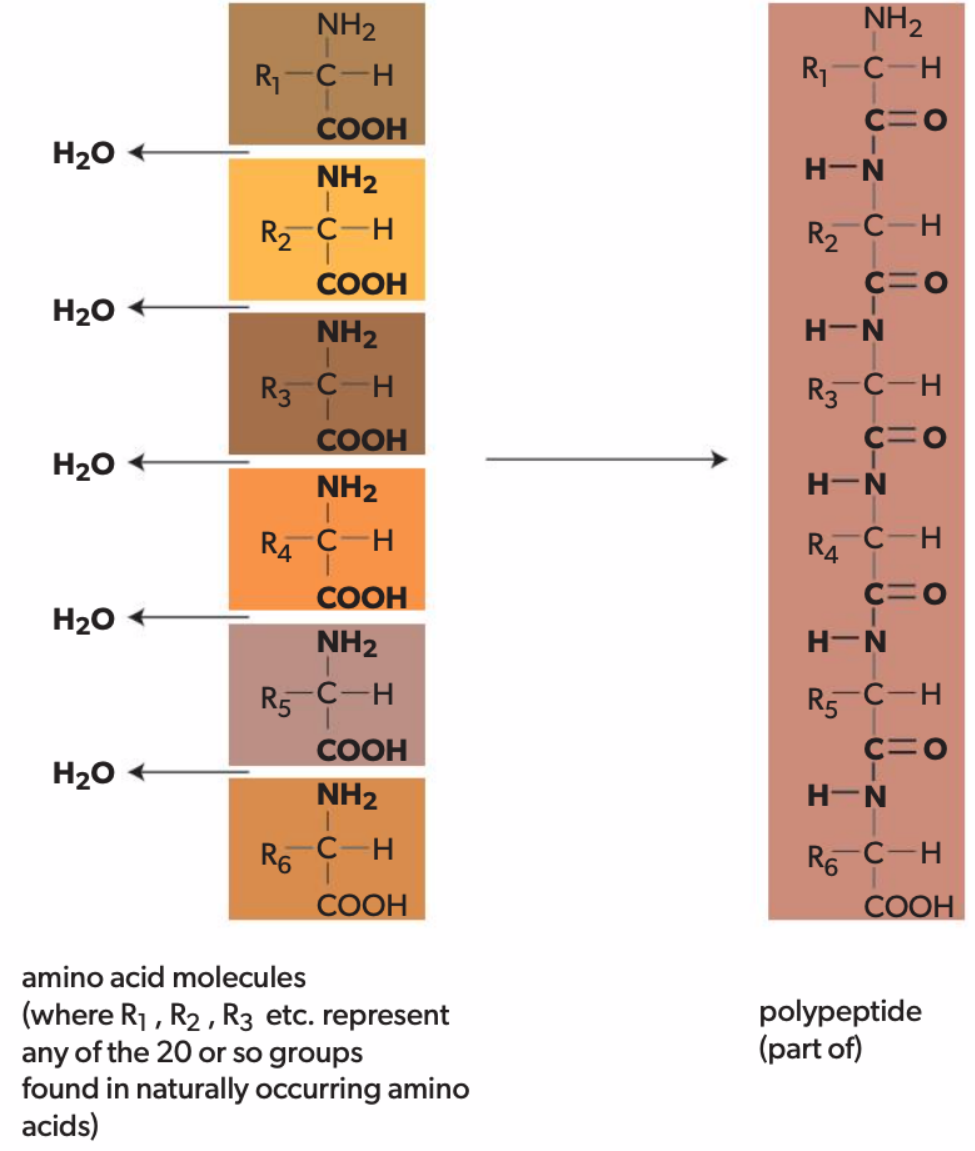 NH₂
R₁—C—H
COOH
H₂O
NH₂
R₂—C—H
COOH
H₂O
NH₂
R₃—C—H
COOH
H₂O
NH₂
R₄—C—H
COOH
H₂O
NH₂
R₅—C—H
COOH
H₂O
NH₂
R₆—C—H
COOH
amino acid molecules
(where R₁ , R₂ , R₃ etc. represent
any of the 20 or so groups
found in naturally occurring amino
acids)
NH₂
R₁—C—H
C=O
H—N
R₂—C—H
C=O
H—N
R₃—C—H
C=O
H—N
R₄—C—H
C=O
H—N
R₅—C—H
C=O
H—N
R₆—C—H
COOH
polypeptide
(part of)